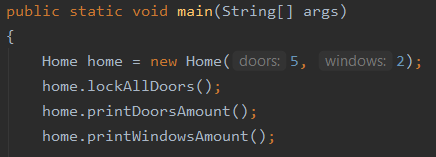 public static void main(String[] args)
{
Home home = new Home( doors: 5, windows: 2);
home.lockAllDoors();
home.printDoorsAmount();
home.printWindowsAmount();